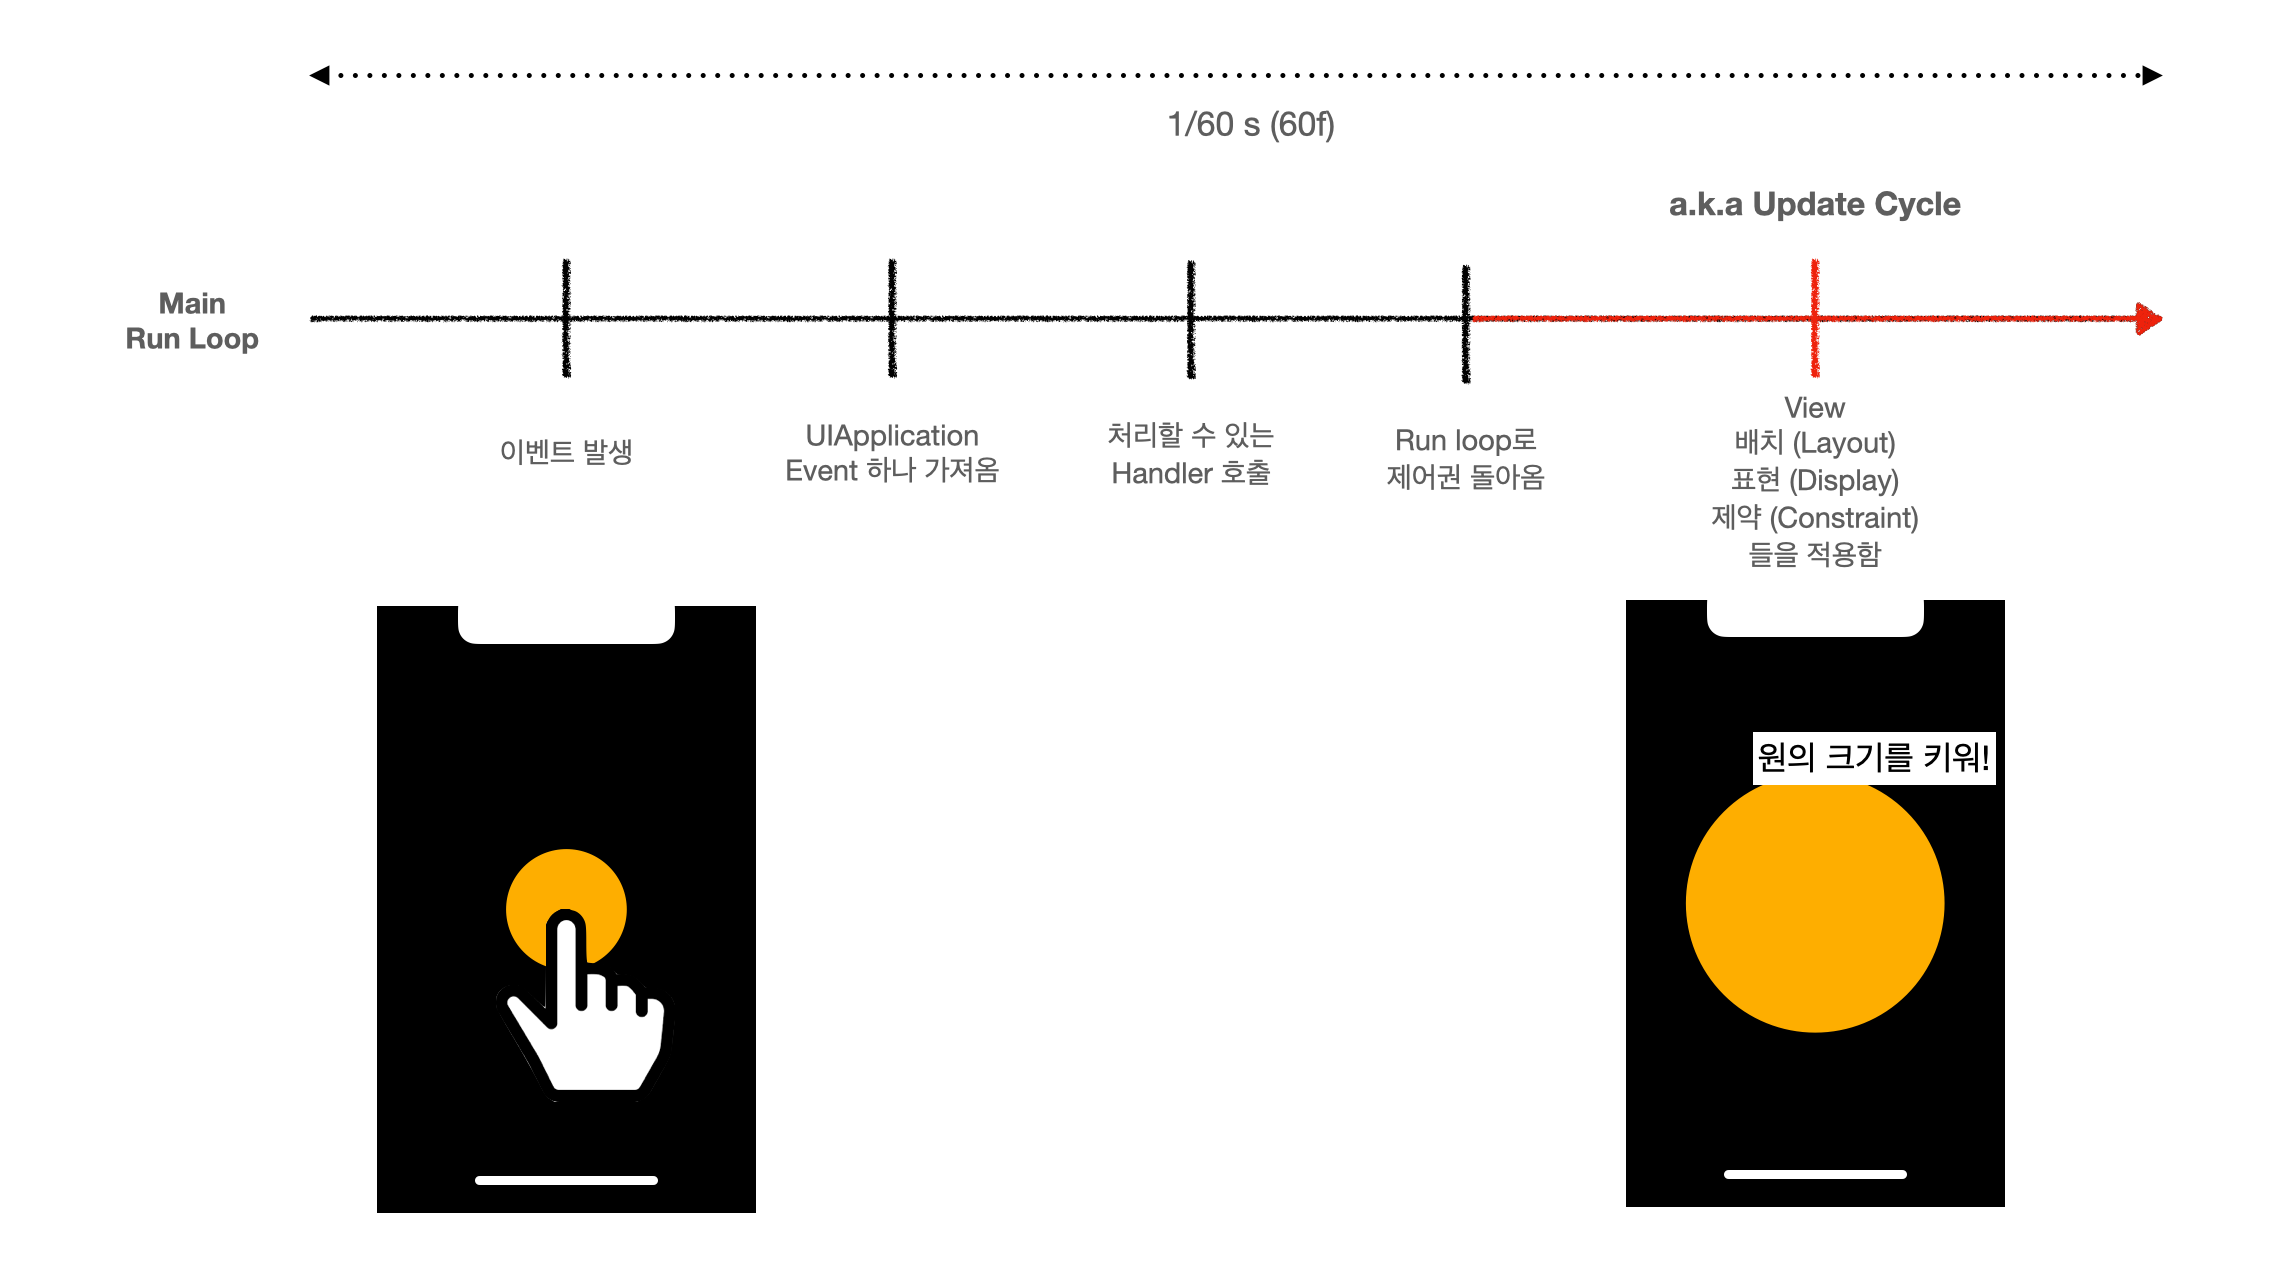 1/60 s (60f)
a.k.a Update Cycle
Main
Run Loop
이벤트 발생
UIApplication
Event 하나 가져옴
처리할 수 있는
Handler 호출
Run loop로
제어권 돌아옴
View
배치 (Layout)
표현 (Display)
제약 (Constraint)
들을 적용함
원의 크기를 키워!